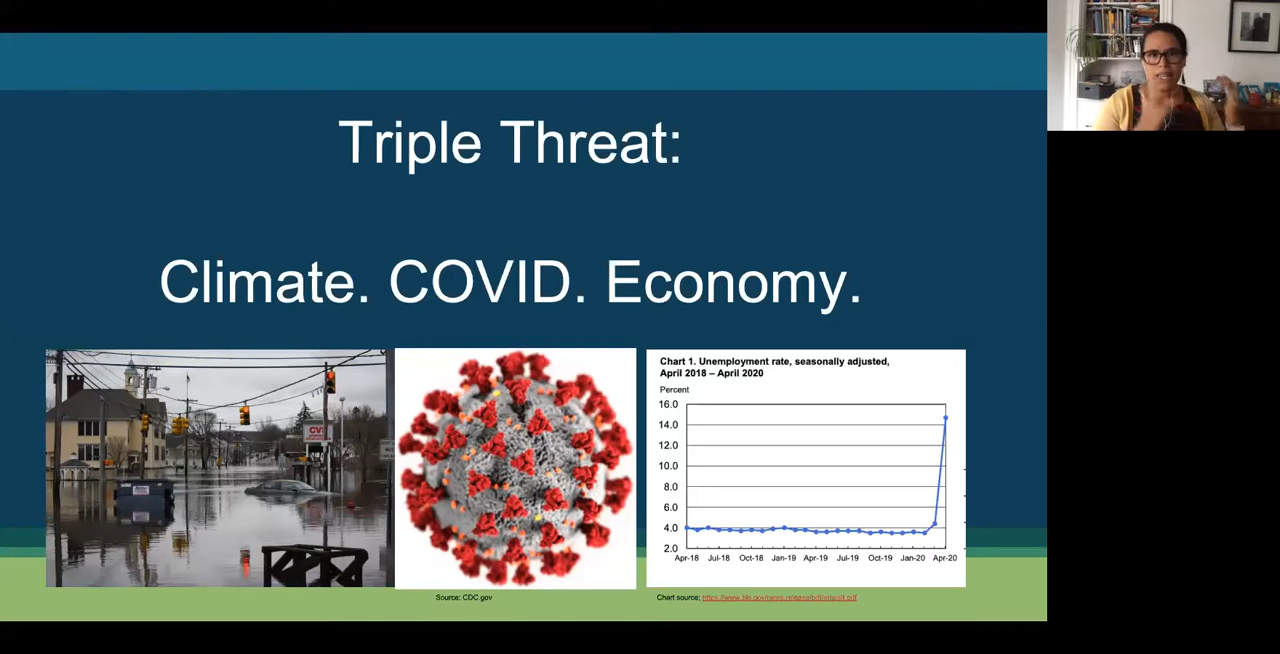 Triple Threat:
Climate. COVID. Economy.
CVS
Chart 1. Unemployment rate, seasonally adjusted,
April 2018 – April 2020
Percent
16.0
14.0
12.0
10.0
8.0
6.0
4.0
2.0
Apr-18 Jul-18 Oct-18 Jan-19 Apr-19 Jul-19 Oct-19 Jan-20 Apr-20
Source: CDC.gov
Chart source: